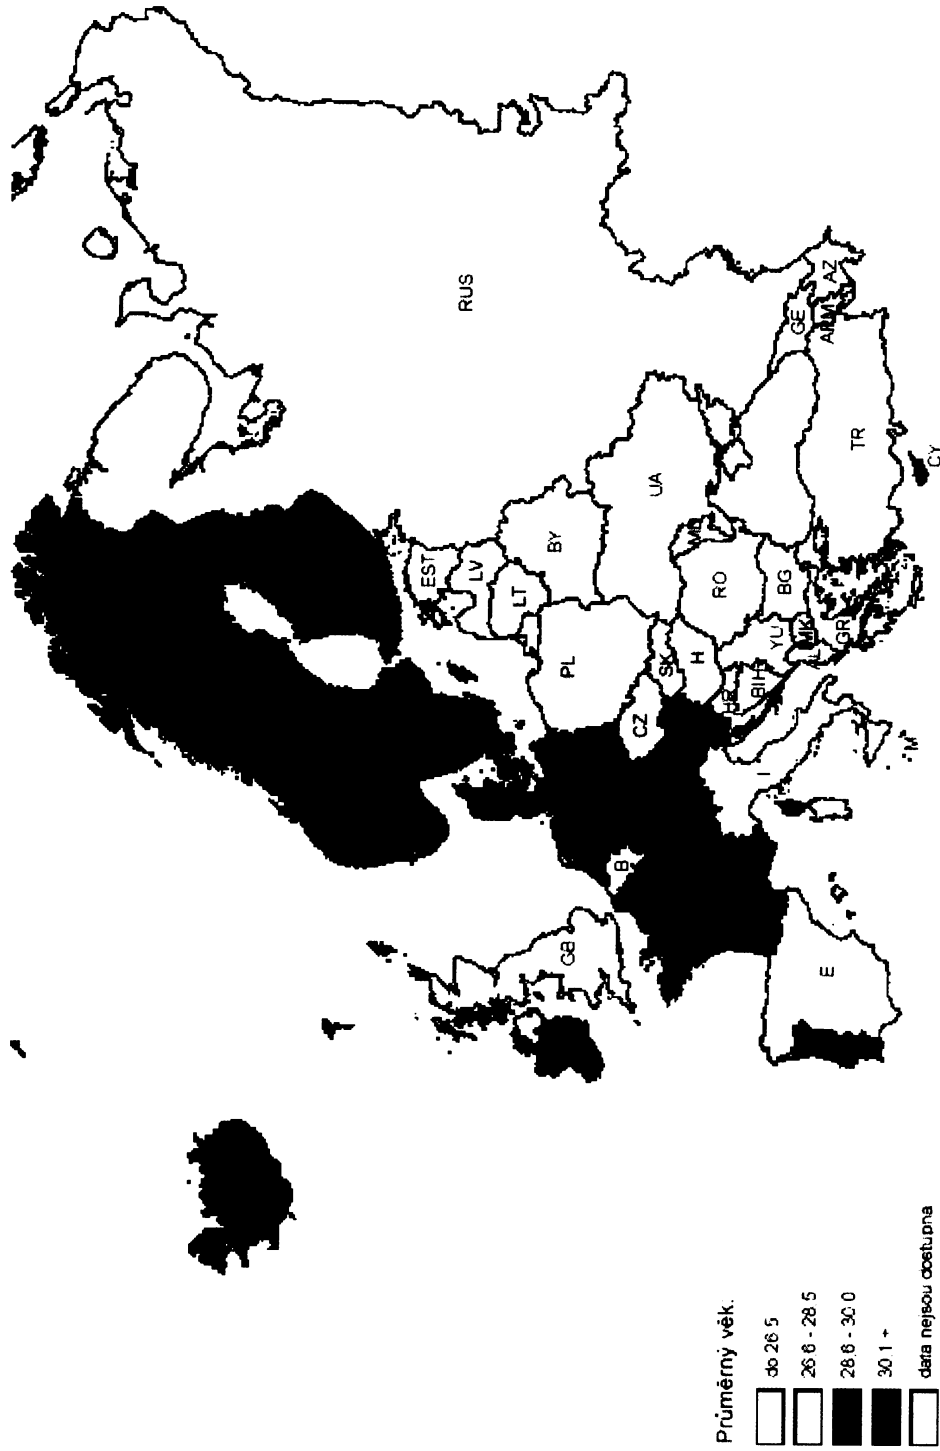 RUS
EST
LV
LT
BY
UA
PL
SK
CZ
H
RO
BG
YU
BIH
MK
AL
GR
GE
ARM
AZ
TR
CY
M
I
B
GB
E
Průměrný věk:
do 26.5
26.6 - 28.5
28.6 - 30.0
30.1 +
data nejsou dostupna